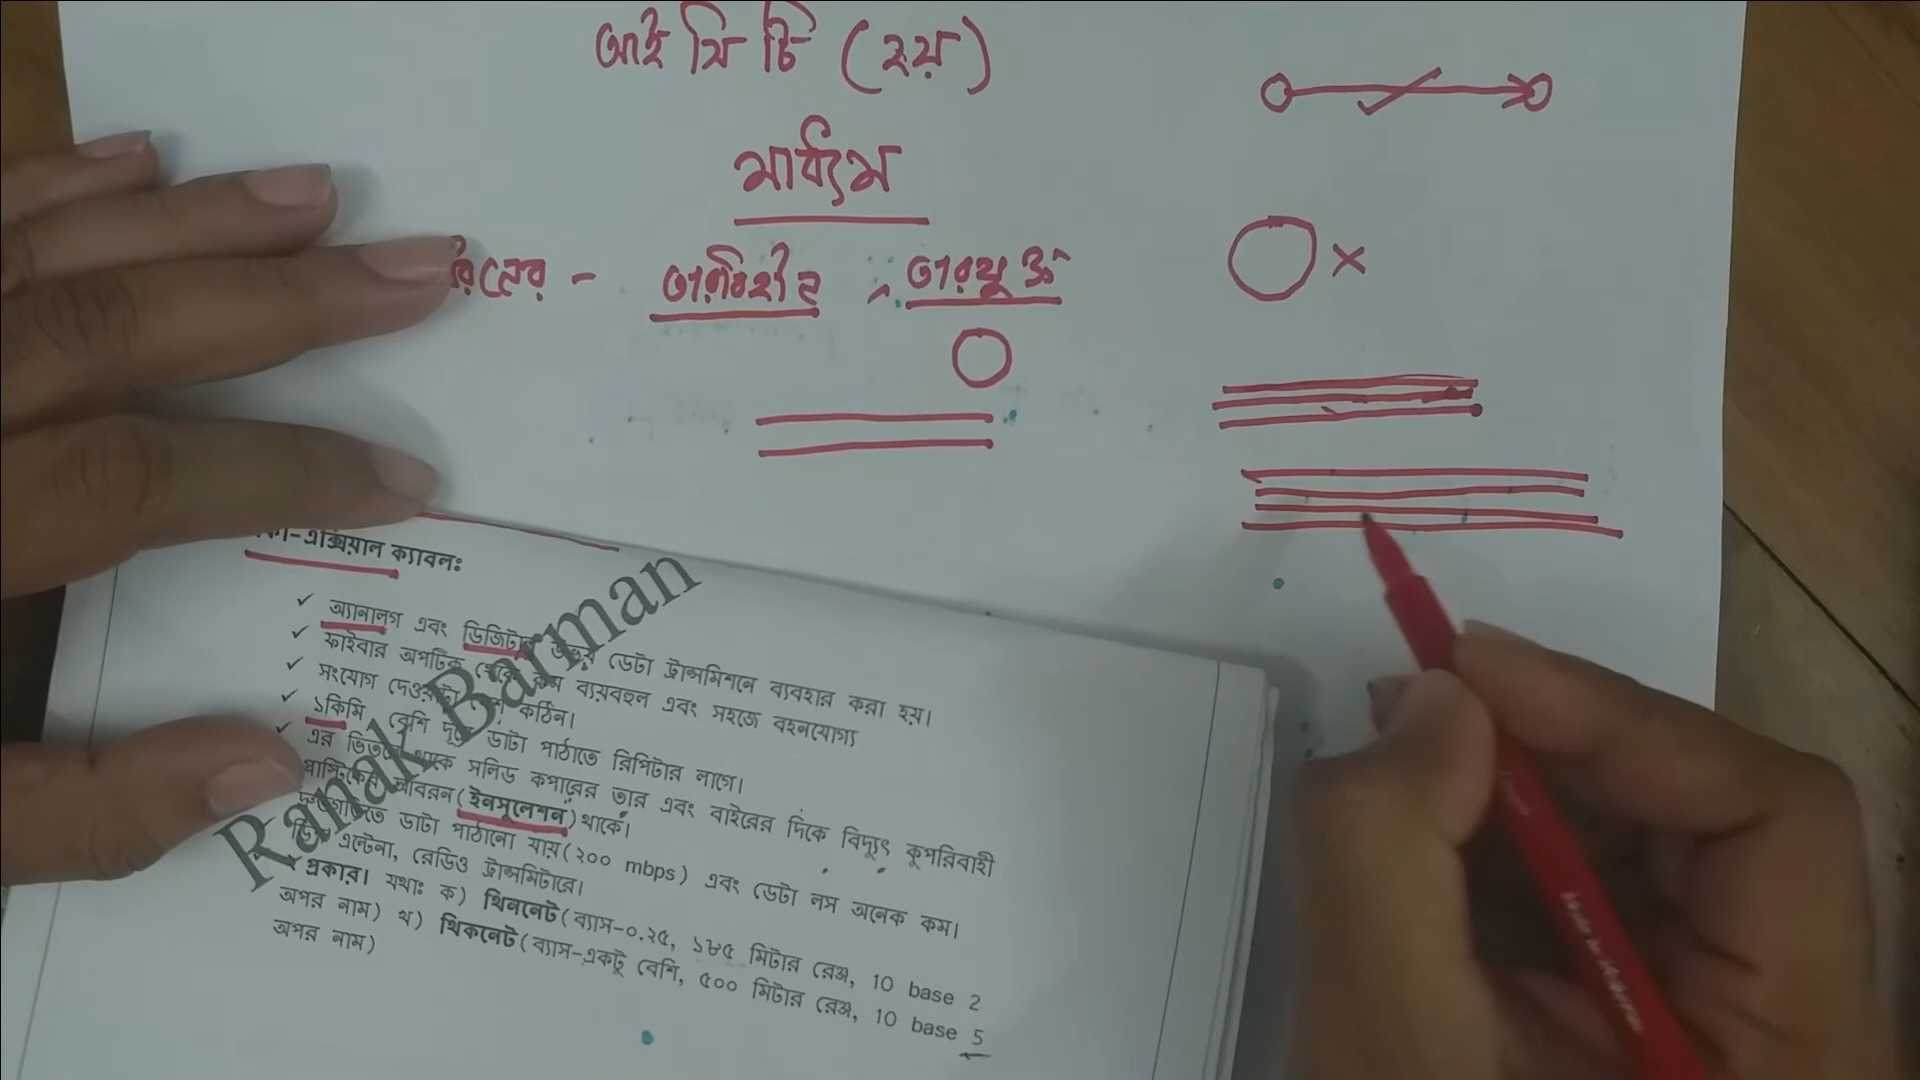 আই সি টি (২য়)
মাধ্যম
রনের - তারবিহীন , তারযুক্ত
কো-এক্সিয়াল ক্যাবলঃ
✓ অ্যানালগ এবং ডিজিটাল উভয় ডেটা ট্রান্সমিশনে ব্যবহার করা হয়।
✓ ফাইবার অপটিক থেকে কম ব্যয়বহুল এবং সহজে বহনযোগ্য
✓ সংযোগ দেওয়াটা কঠিন।
✓ ১কিমি বেশি দূরে ডাটা পাঠাতে রিপিটার লাগে।
✓ এর ভিতরে থাকে সলিড কপারের তার এবং বাইরের দিকে বিদ্যুৎ কুপরিবাহী
প্লাস্টিকের আবরন(ইনসুলেশন)থাকে।
দ্রুতগতিতে ডাটা পাঠানো যায়(২০০ mbps) এবং ডেটা লস অনেক কম।
এন্টেনা, রেডিও ট্রান্সমিটারে।
প্রকার। যথাঃ ক) থিননেট(ব্যাস-০.২৫, ১৮৫ মিটার রেঞ্জ, 10 base 2
অপর নাম) খ) থিকনেট(ব্যাস-একটু বেশি, ৫০০ মিটার রেঞ্জ, 10 base 5
অপর নাম)
Ranak Barman